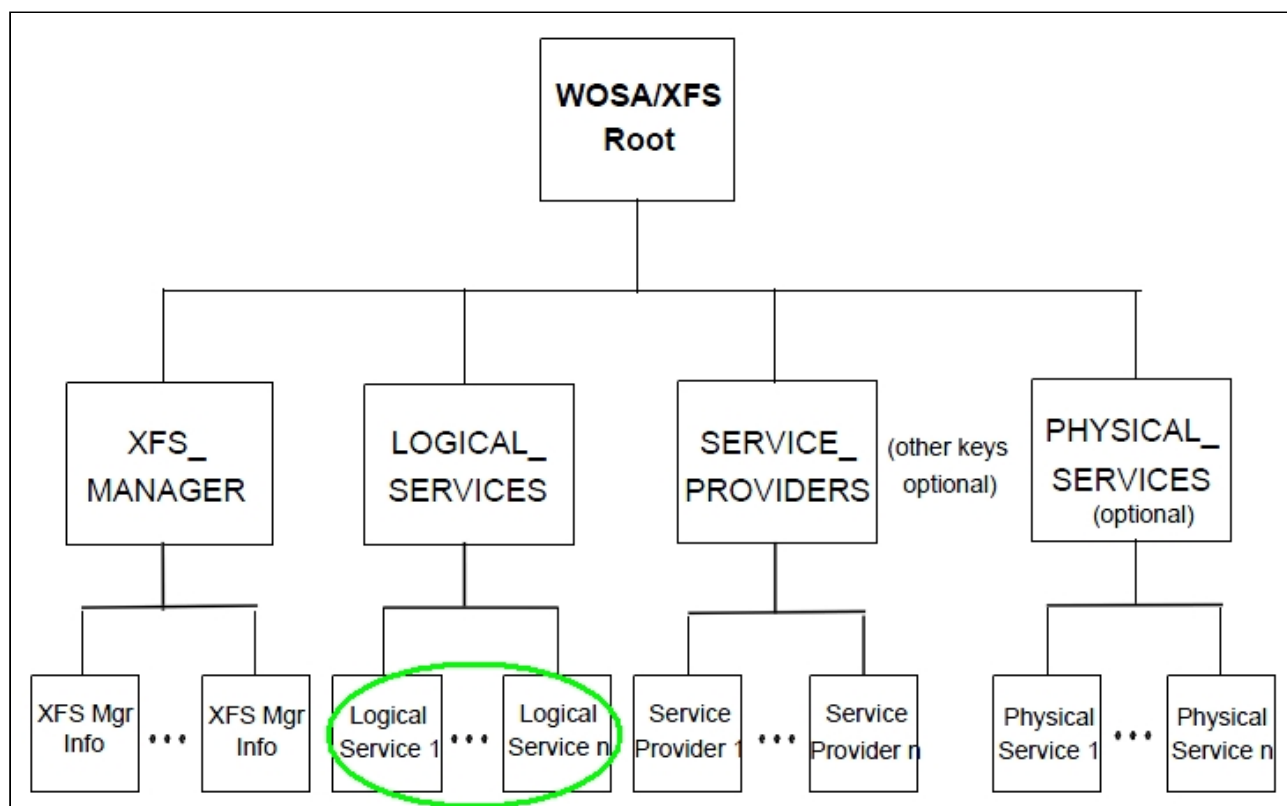 WOSA/XFS
Root
XFS_
MANAGER
LOGICAL_
SERVICES
SERVICE_
PROVIDERS
(other keys
optional)
PHYSICAL_
SERVICES
(optional)
XFS Mgr
Info
•••
XFS Mgr
Info
Logical
Service 1
•••
Logical
Service n
Service
Provider 1
•••
Service
Provider n
Physical
Service 1
•••
Physical
Service n